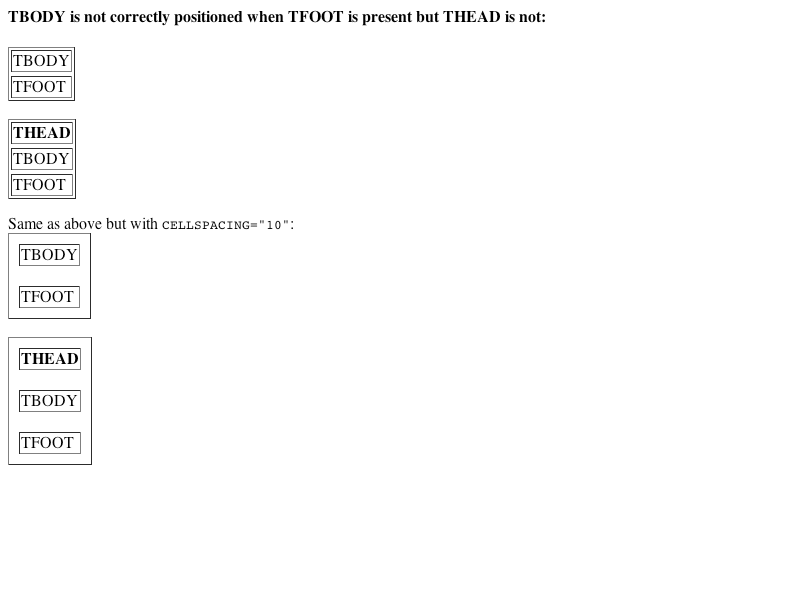 TBODY is not correctly positioned when TFOOT is present but THEAD is not:
TBODY
TFOOT
THEAD
TBODY
TFOOT
Same as above but with CELLSPACING="10":
TBODY
TFOOT
THEAD
TBODY
TFOOT